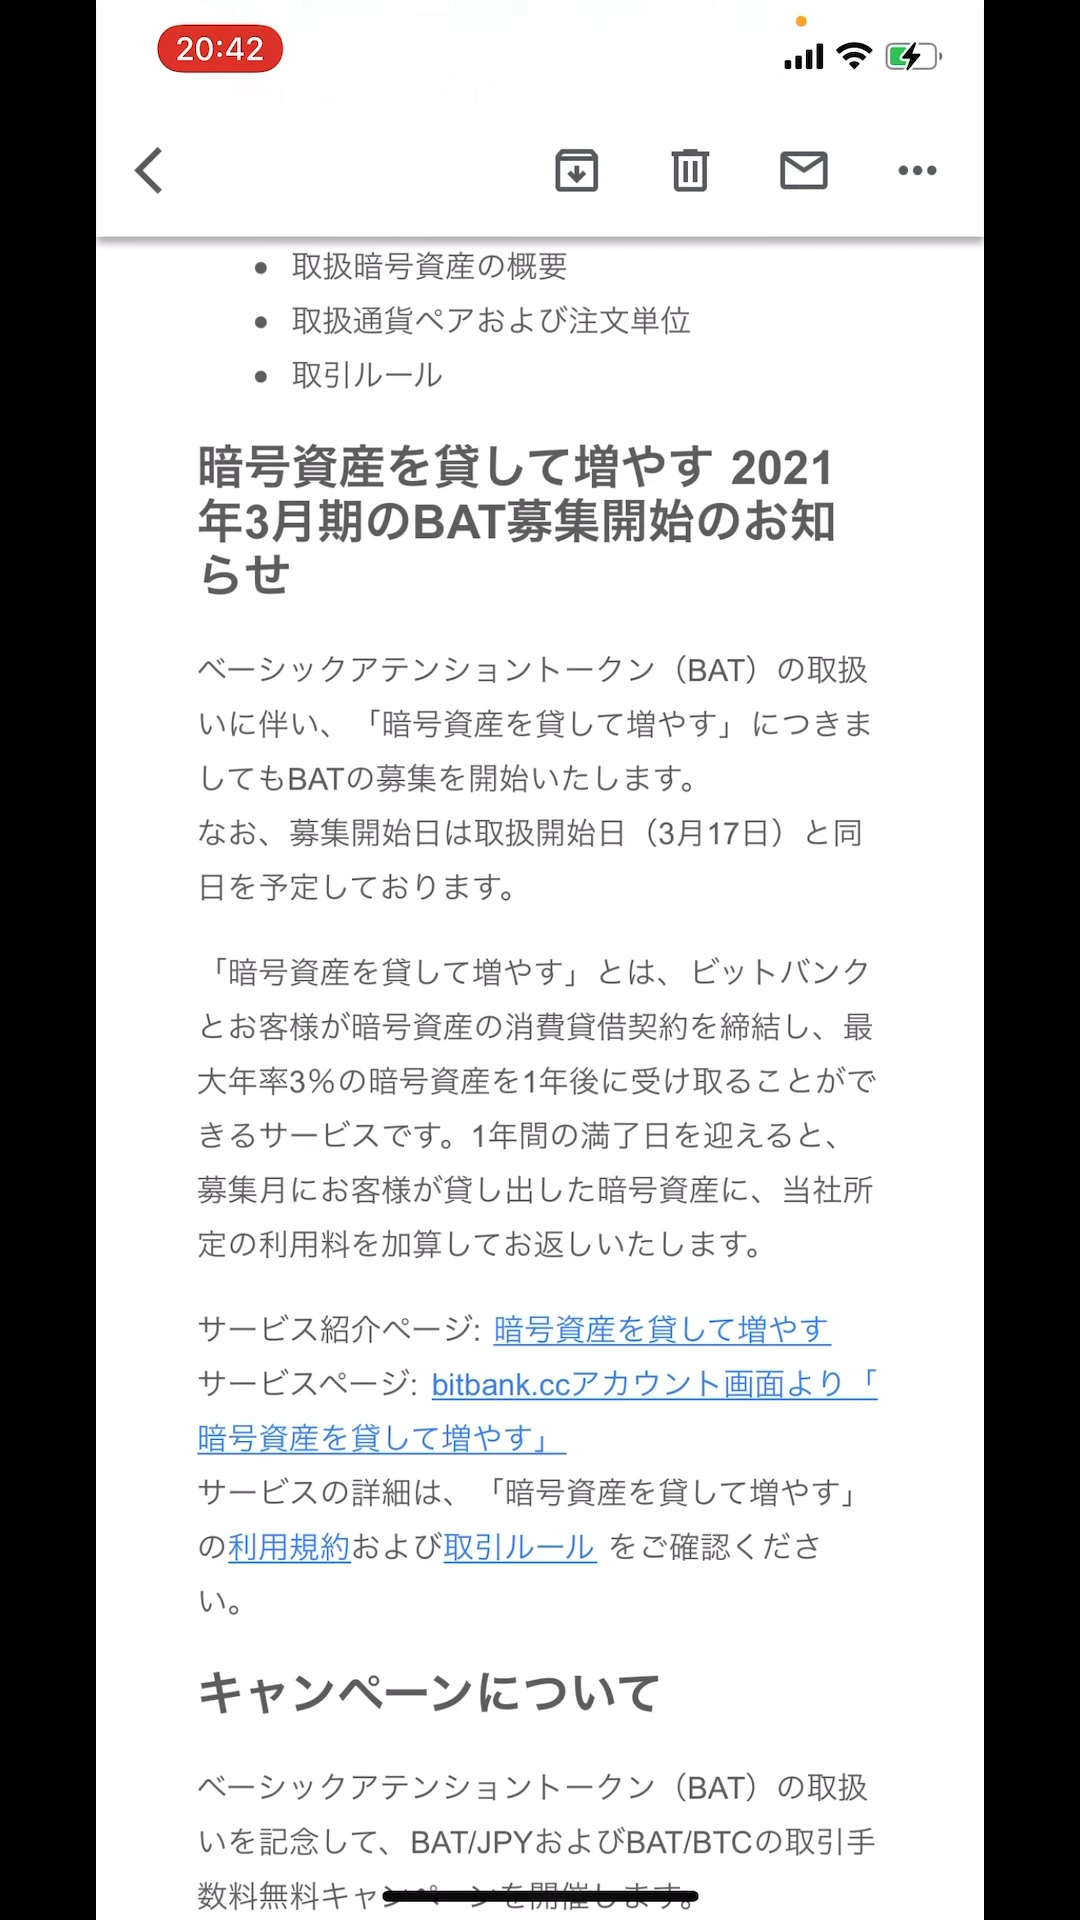 20:42
• 取扱暗号資産の概要
• 取扱通貨ペアおよび注文単位
• 取引ルール
暗号資産を貸して増やす 2021
年3月期のBAT募集開始のお知
らせ
ベーシックアテンショントークン（BAT）の取扱
いに伴い、「暗号資産を貸して増やす」につきま
してもBATの募集を開始いたします。
なお、募集開始日は取扱開始日（3月17日）と同
日を予定しております。
「暗号資産を貸して増やす」とは、ビットバンク
とお客様が暗号資産の消費貸借契約を締結し、最
大年率3％の暗号資産を1年後に受け取ることがで
きるサービスです。1年間の満了日を迎えると、
募集月にお客様が貸し出した暗号資産に、当社所
定の利用料を加算してお返しいたします。
サービス紹介ページ: 暗号資産を貸して増やす
サービスページ: bitbank.ccアカウント画面より「
暗号資産を貸して増やす」
サービスの詳細は、「暗号資産を貸して増やす」
の利用規約および取引ルール をご確認くださ
い。
キャンペーンについて
ベーシックアテンショントークン（BAT）の取扱
いを記念して、BAT/JPYおよびBAT/BTCの取引手
数料無料キャンペーンを開催します。